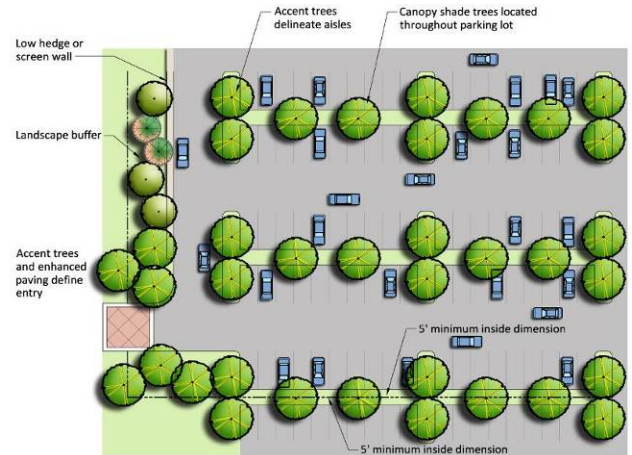 Accent trees
delineate aisles
Canopy shade trees located
throughout parking lot
Low hedge or
screen wall
Landscape buffer
Accent trees
and enhanced
paving define
entry
5' minimum inside dimension
5' minimum inside dimension